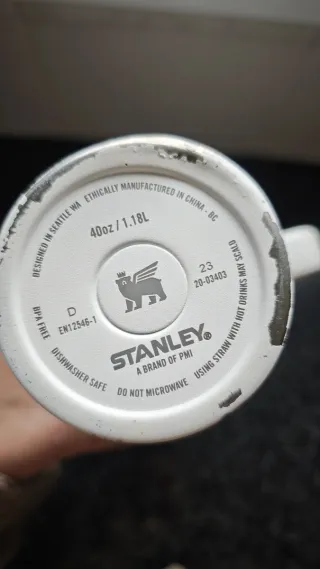 DESIGNED IN SEATTLE WA   ETHICALLY MANUFACTURED IN CHINA - BC
40oz / 1.18L
D
EN12546-1
23
20-03403
STANLEY®
A BRAND OF PMI
BPA FREE   DISHWASHER SAFE   DO NOT MICROWAVE   USING STRAW WITH HOT DRINKS MAY SCALD